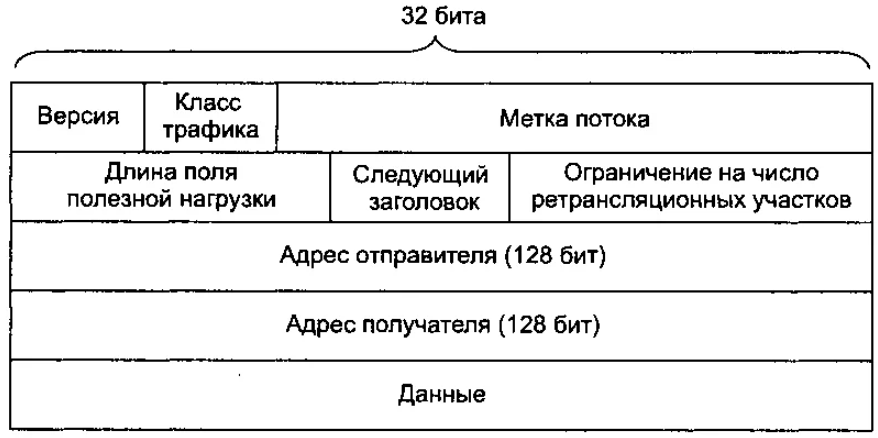 32 бита
Версия
Класс
трафика
Метка потока
Длина поля
полезной нагрузки
Следующий
заголовок
Ограничение на число
ретрансляционных участков
Адрес отправителя (128 бит)
Адрес получателя (128 бит)
Данные